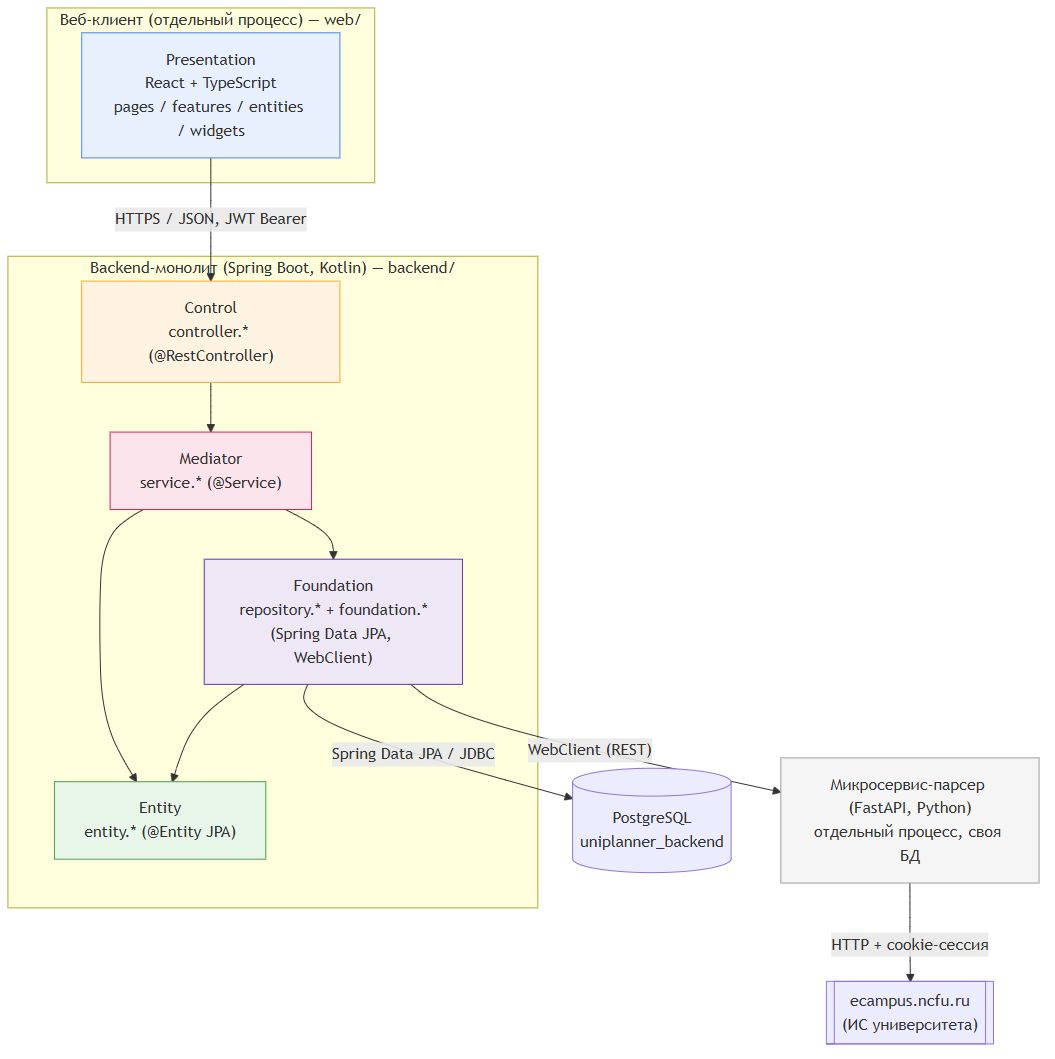 Веб-клиент (отдельный процесс) — web/
Presentation
React + TypeScript
pages / features / entities
/ widgets
HTTPS / JSON, JWT Bearer
Backend-монолит (Spring Boot, Kotlin) — backend/
Control
controller.*
(@RestController)
Mediator
service.* (@Service)
Foundation
repository.* + foundation.*
(Spring Data JPA,
WebClient)
Spring Data JPA / JDBC
WebClient (REST)
Entity
entity.* (@Entity JPA)
PostgreSQL
uniplanner_backend
Микросервис-парсер
(FastAPI, Python)
отдельный процесс, своя
БД
HTTP + cookie-сессия
ecampus.ncfu.ru
(ИС университета)